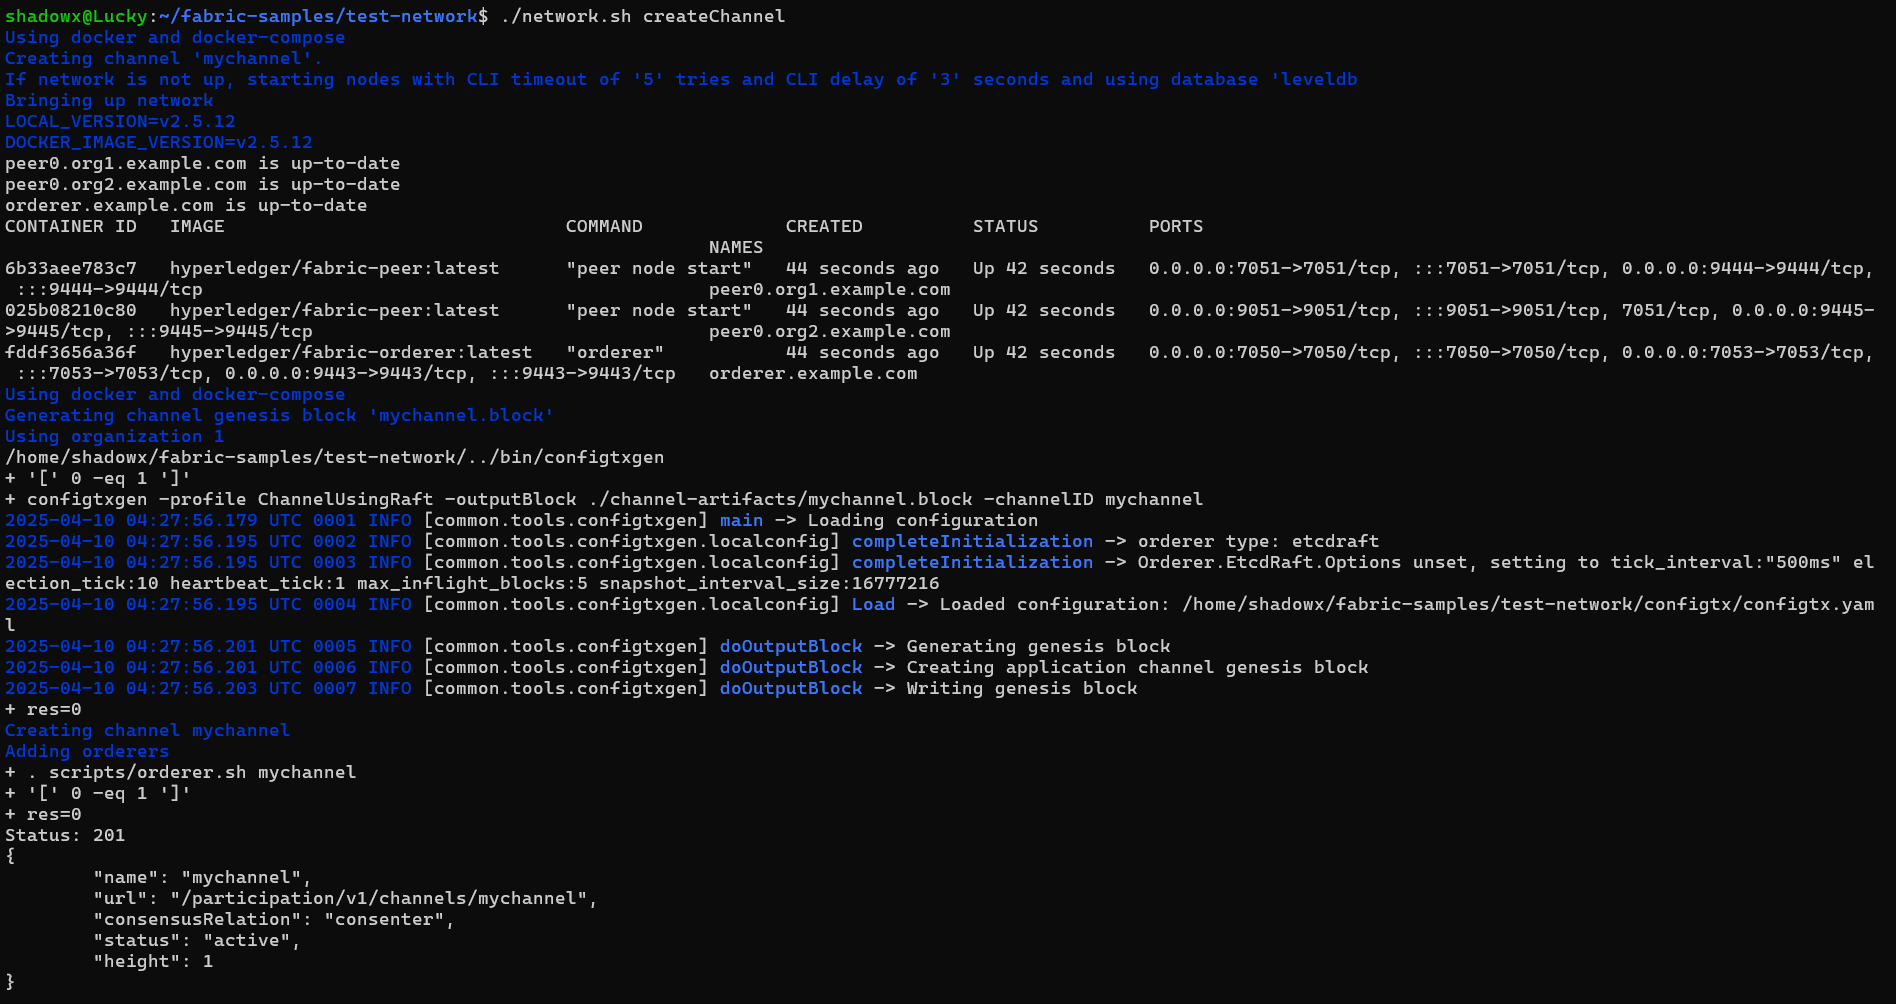 shadowx@Lucky:~/fabric-samples/test-network$ ./network.sh createChannel
Using docker and docker-compose
Creating channel 'mychannel'.
If network is not up, starting nodes with CLI timeout of '5' tries and CLI delay of '3' seconds and using database 'leveldb
Bringing up network
LOCAL_VERSION=v2.5.12
DOCKER_IMAGE_VERSION=v2.5.12
peer0.org1.example.com is up-to-date
peer0.org2.example.com is up-to-date
orderer.example.com is up-to-date
CONTAINER ID   IMAGE                               COMMAND             CREATED          STATUS          PORTS
                                                                NAMES
6b33aee783c7   hyperledger/fabric-peer:latest      "peer node start"   44 seconds ago   Up 42 seconds   0.0.0.0:7051->7051/tcp, :::7051->7051/tcp, 0.0.0.0:9444->9444/tcp,
 :::9444->9444/tcp                                              peer0.org1.example.com
025b08210c80   hyperledger/fabric-peer:latest      "peer node start"   44 seconds ago   Up 42 seconds   0.0.0.0:9051->9051/tcp, :::9051->9051/tcp, 7051/tcp, 0.0.0.0:9445-
>9445/tcp, :::9445->9445/tcp                                    peer0.org2.example.com
fddf3656a36f   hyperledger/fabric-orderer:latest   "orderer"           44 seconds ago   Up 42 seconds   0.0.0.0:7050->7050/tcp, :::7050->7050/tcp, 0.0.0.0:7053->7053/tcp,
 :::7053->7053/tcp, 0.0.0.0:9443->9443/tcp, :::9443->9443/tcp   orderer.example.com
Using docker and docker-compose
Generating channel genesis block 'mychannel.block'
Using organization 1
/home/shadowx/fabric-samples/test-network/../bin/configtxgen
+ '[' 0 -eq 1 ']'
+ configtxgen -profile ChannelUsingRaft -outputBlock ./channel-artifacts/mychannel.block -channelID mychannel
2025-04-10 04:27:56.179 UTC 0001 INFO [common.tools.configtxgen] main -> Loading configuration
2025-04-10 04:27:56.195 UTC 0002 INFO [common.tools.configtxgen.localconfig] completeInitialization -> orderer type: etcdraft
2025-04-10 04:27:56.195 UTC 0003 INFO [common.tools.configtxgen.localconfig] completeInitialization -> Orderer.EtcdRaft.Options unset, setting to tick_interval:"500ms" el
ection_tick:10 heartbeat_tick:1 max_inflight_blocks:5 snapshot_interval_size:16777216
2025-04-10 04:27:56.195 UTC 0004 INFO [common.tools.configtxgen.localconfig] Load -> Loaded configuration: /home/shadowx/fabric-samples/test-network/configtx/configtx.yam
l
2025-04-10 04:27:56.201 UTC 0005 INFO [common.tools.configtxgen] doOutputBlock -> Generating genesis block
2025-04-10 04:27:56.201 UTC 0006 INFO [common.tools.configtxgen] doOutputBlock -> Creating application channel genesis block
2025-04-10 04:27:56.203 UTC 0007 INFO [common.tools.configtxgen] doOutputBlock -> Writing genesis block
+ res=0
Creating channel mychannel
Adding orderers
+ . scripts/orderer.sh mychannel
+ '[' 0 -eq 1 ']'
+ res=0
Status: 201
{
        "name": "mychannel",
        "url": "/participation/v1/channels/mychannel",
        "consensusRelation": "consenter",
        "status": "active",
        "height": 1
}